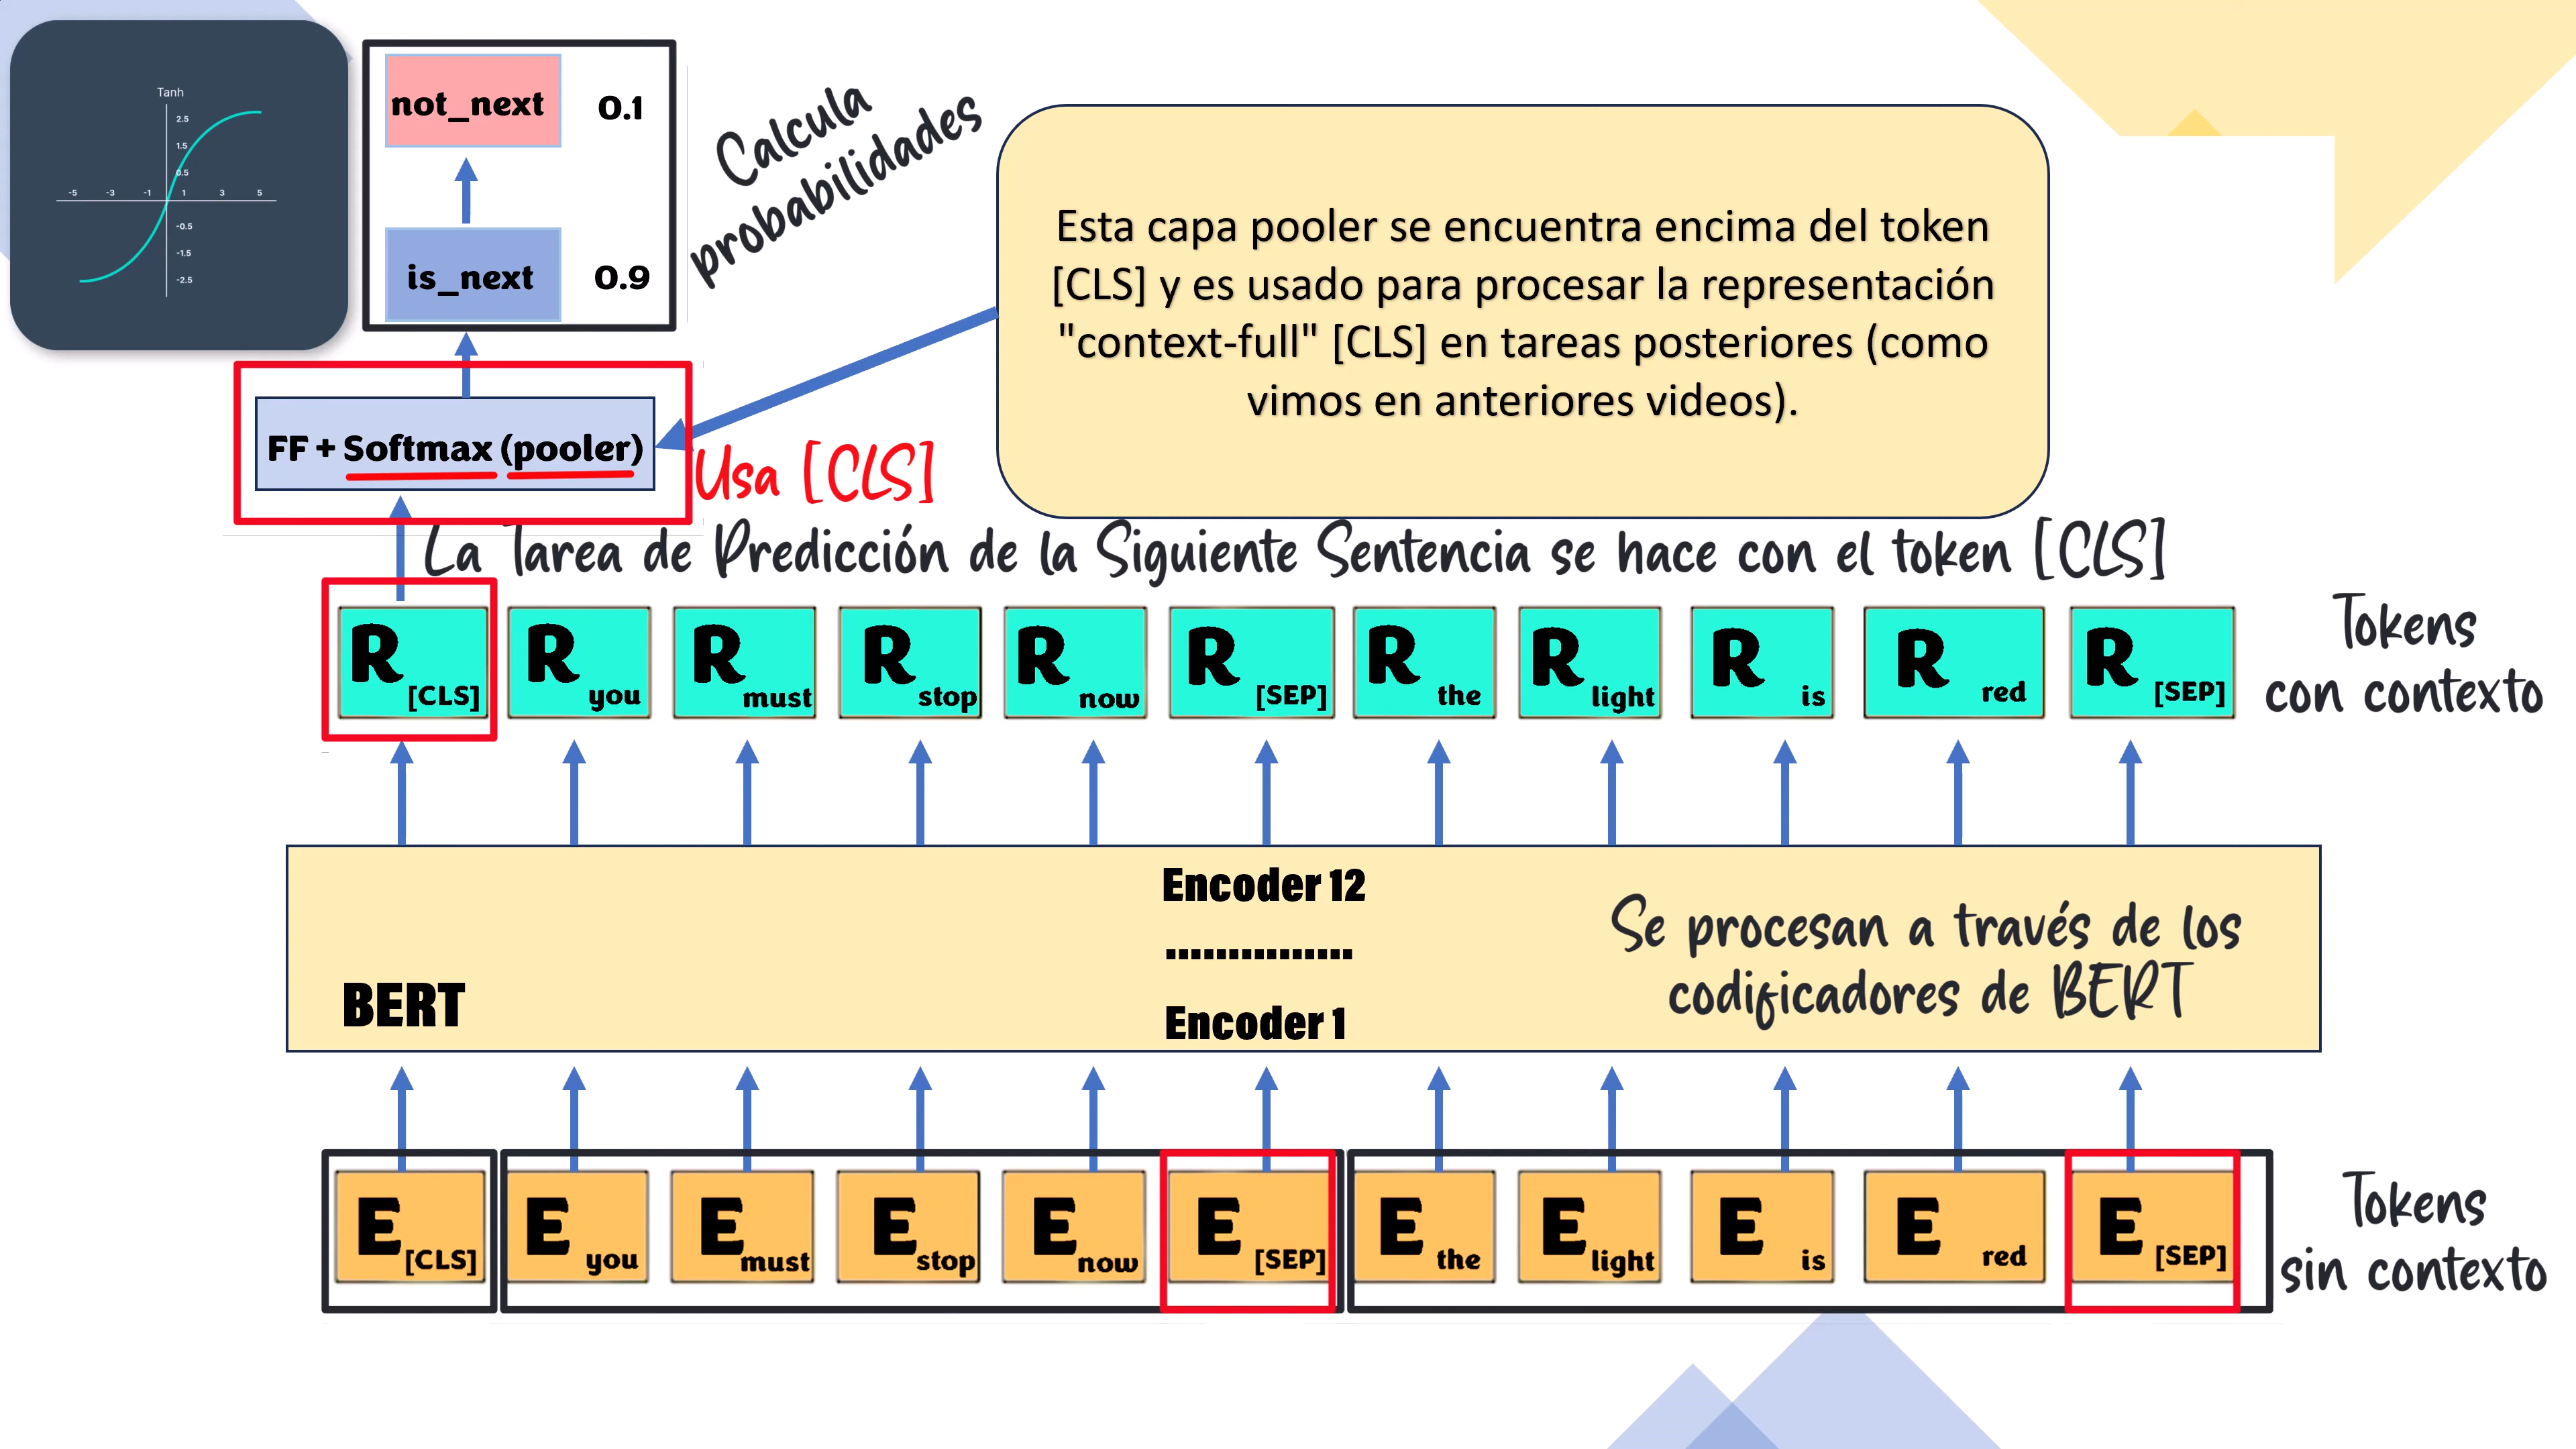 Tanh
2.5
1.5
0.5
-5 -3 -1 1 3 5
-0.5
-1.5
-2.5
not_next 0.1
is_next 0.9
Calcula
probabilidades
Esta capa pooler se encuentra encima del token
[CLS] y es usado para procesar la representación
"context-full" [CLS] en tareas posteriores (como
vimos en anteriores videos).
FF + Softmax (pooler)
Usa [CLS]
La Tarea de Predicción de la Siguiente Sentencia se hace con el token [CLS]
R [CLS] R you R must R stop R now R [SEP] R the R light R is R red R [SEP]
Tokens
con contexto
Encoder 12
...............
Encoder 1
BERT
Se procesan a través de los
codificadores de BERT
E [CLS] E you E must E stop E now E [SEP] E the E light E is E red E [SEP]
Tokens
sin contexto